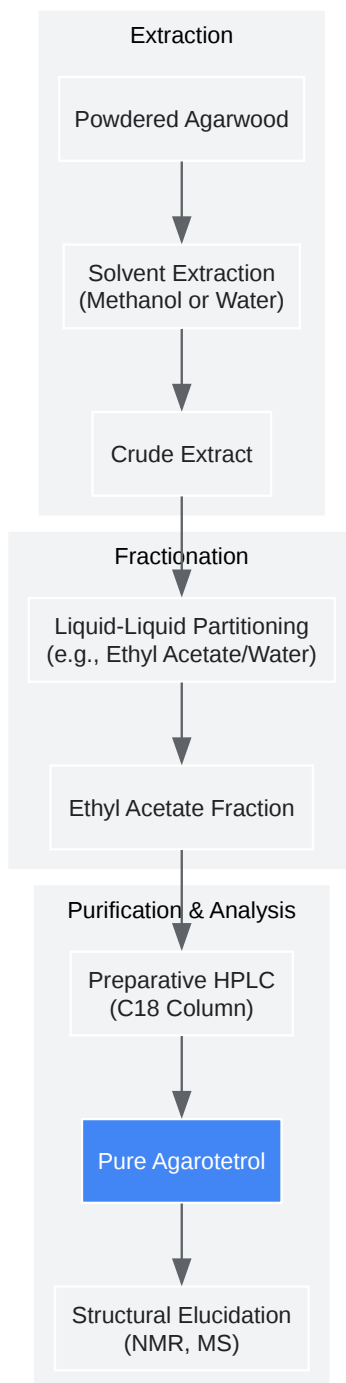 Extraction
Powdered Agarwood
Solvent Extraction
(Methanol or Water)
Crude Extract
Fractionation
Liquid-Liquid Partitioning
(e.g., Ethyl Acetate/Water)
Ethyl Acetate Fraction
Purification & Analysis
Preparative HPLC
(C18 Column)
Pure Agarotetrol
Structural Elucidation
(NMR, MS)